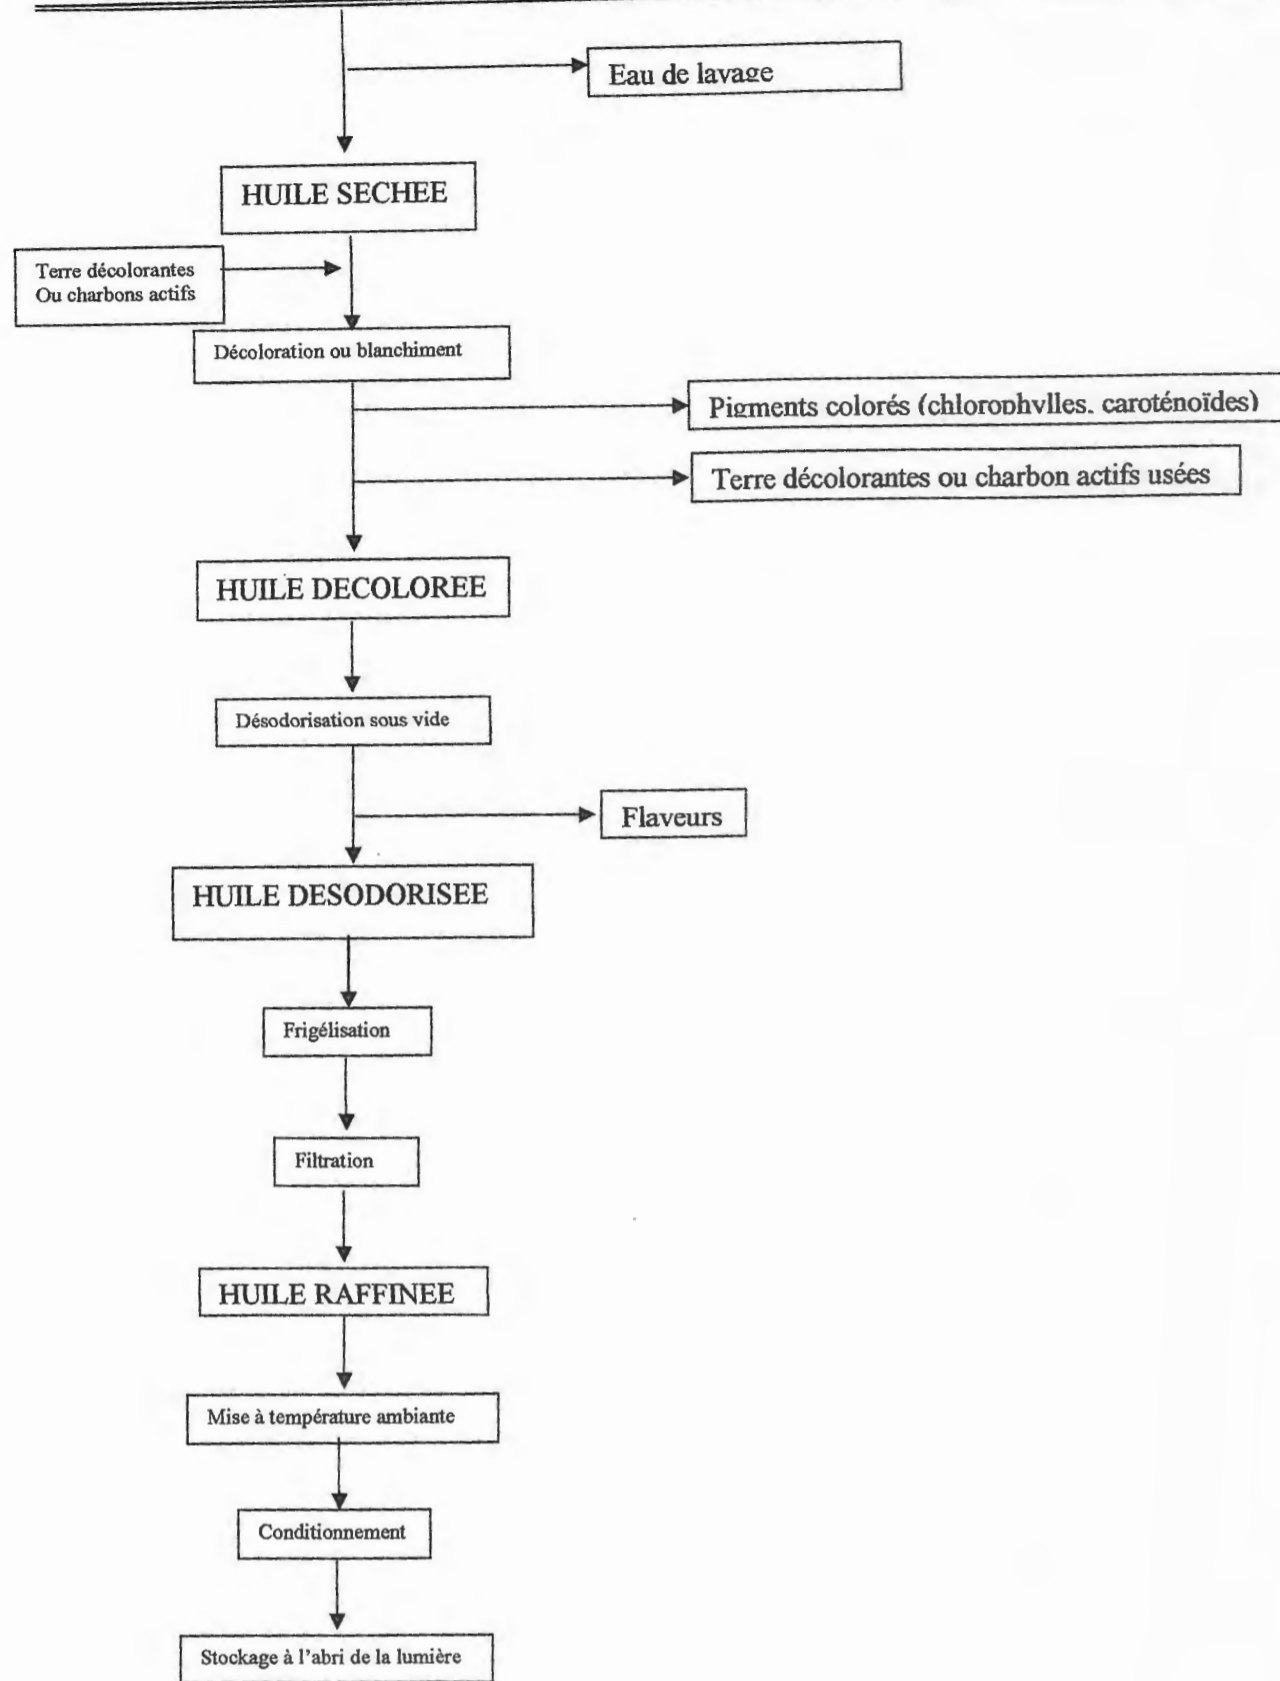 Eau de lavage
HUILE SECHEE
Terre décolorantes
Ou charbons actifs
Décoloration ou blanchiment
Pigments colorés (chlorophylles, caroténoïdes)
Terre décolorantes ou charbon actifs usées
HUILE DECOLOREE
Désodorisation sous vide
Flaveurs
HUILE DESODORISEE
Frigélisation
Filtration
HUILE RAFFINEE
Mise à température ambiante
Conditionnement
Stockage à l'abri de la lumière